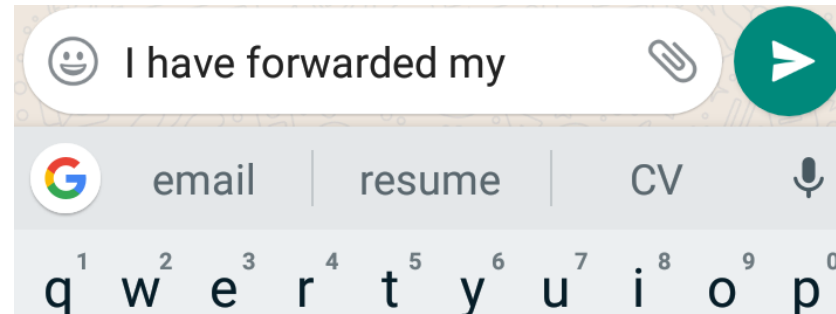 I have forwarded my
G email resume CV
1 2 3 4 5 6 7 8 9 0
q w e r t y u i o p